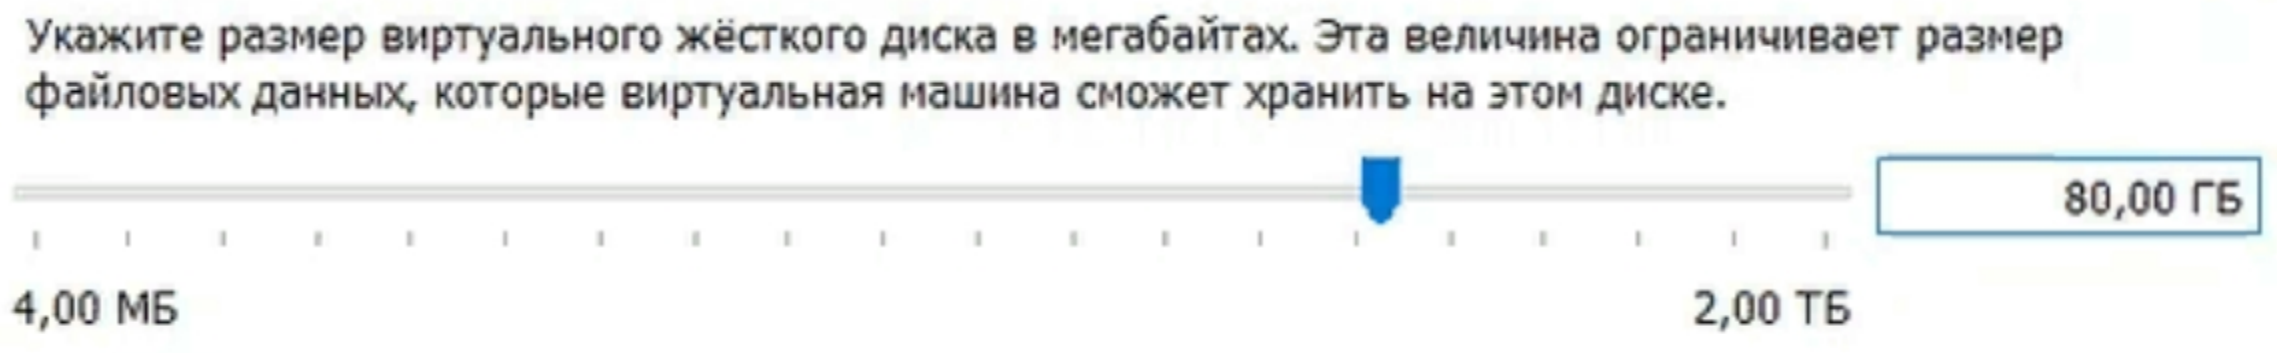 Укажите размер виртуального жёсткого диска в мегабайтах. Эта величина ограничивает размер
файловых данных, которые виртуальная машина сможет хранить на этом диске.
80,00 ГБ
4,00 МБ
2,00 ТБ